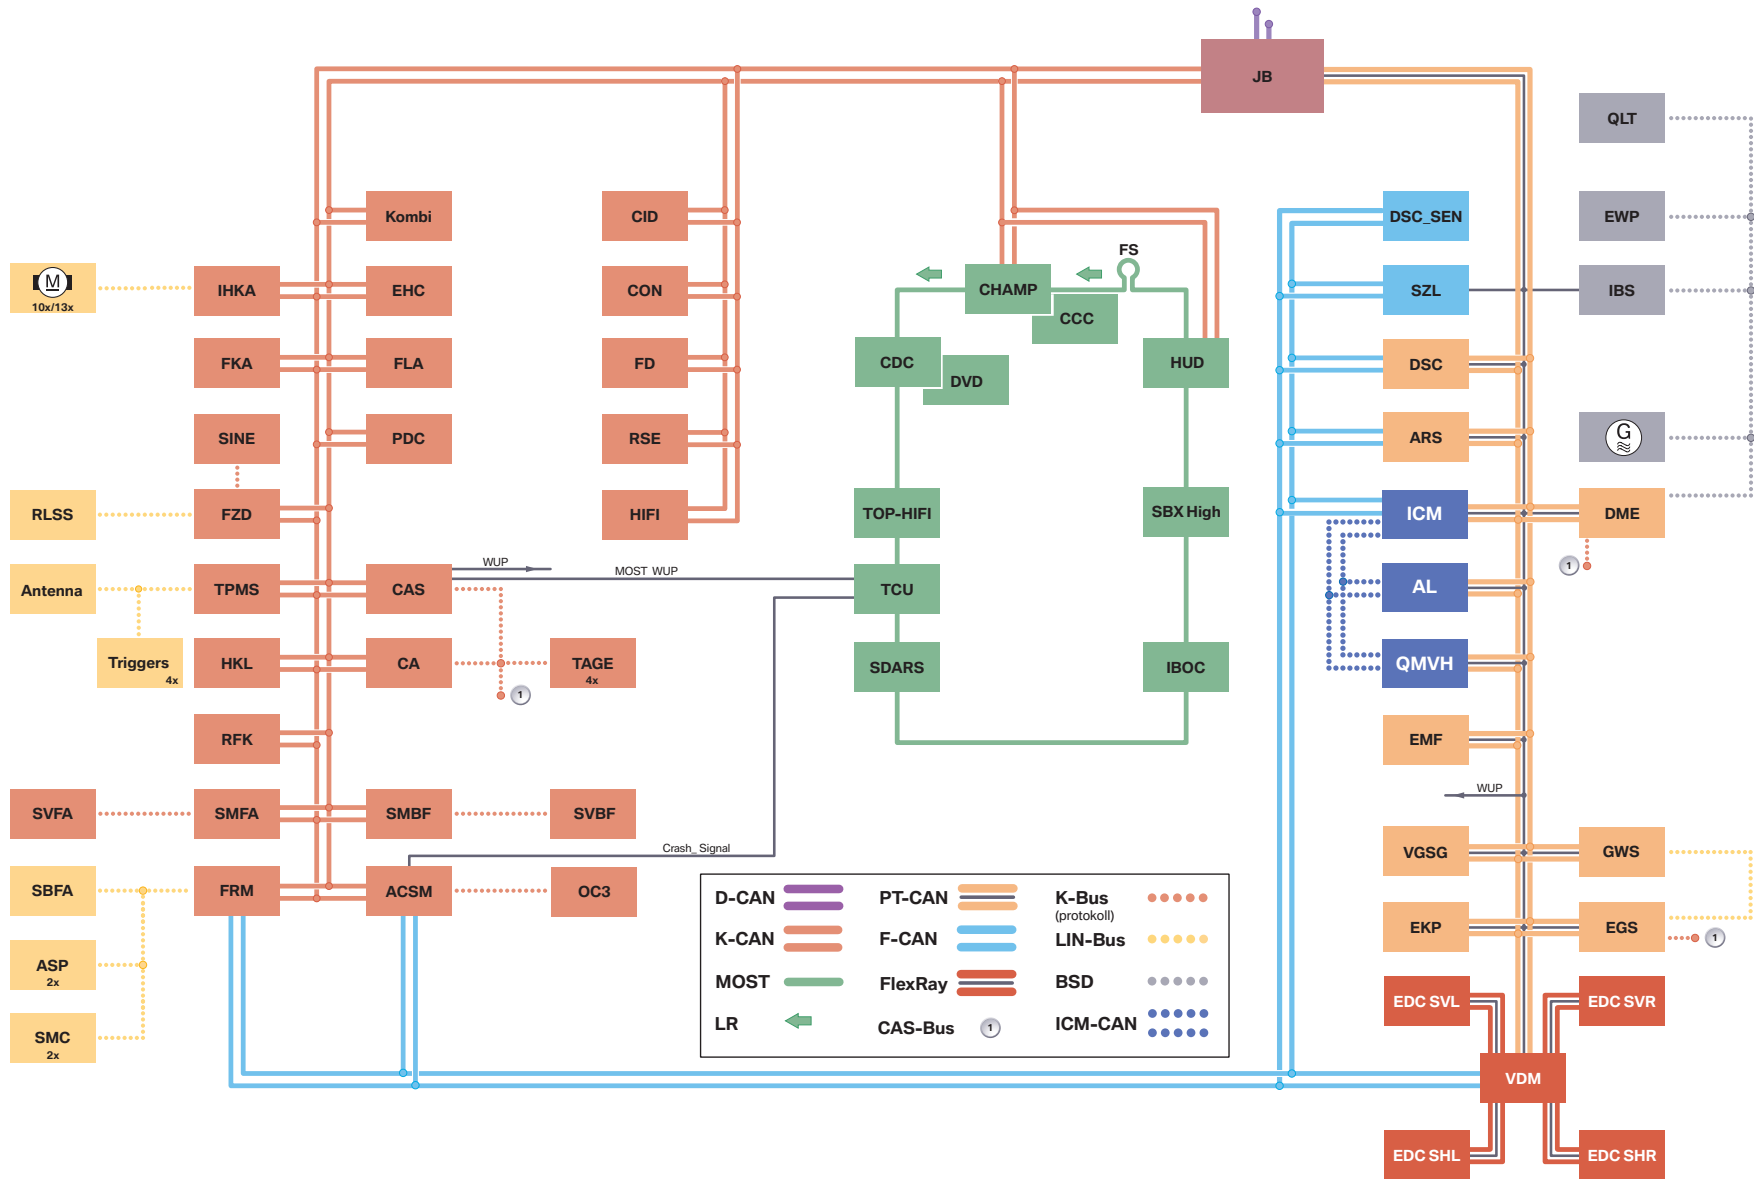 JB
QLT
Kombi
CID
DSC_SEN
EWP
FS
M
10x/13x
IHKA
EHC
CON
CHAMP
CCC
SZL
IBS
FKA
FLA
FD
CDC
DVD
HUD
DSC
SINE
PDC
RSE
ARS
G
RLSS
FZD
HIFI
TOP-HIFI
SBX High
ICM
DME
WUP
MOST WUP
1
Antenna
TPMS
CAS
TCU
AL
Triggers
4x
HKL
CA
TAGE
4x
SDARS
IBOC
QMVH
1
RFK
EMF
WUP
SVFA
SMFA
SMBF
SVBF
Crash_Signal
VGSG
GWS
SBFA
FRM
ACSM
OC3
D-CAN
PT-CAN
K-Bus
(protokoll)
K-CAN
F-CAN
LIN-Bus
MOST
FlexRay
BSD
LR
CAS-Bus
1
ICM-CAN
EKP
EGS
1
ASP
2x
EDC SVL
EDC SVR
SMC
2x
VDM
EDC SHL
EDC SHR